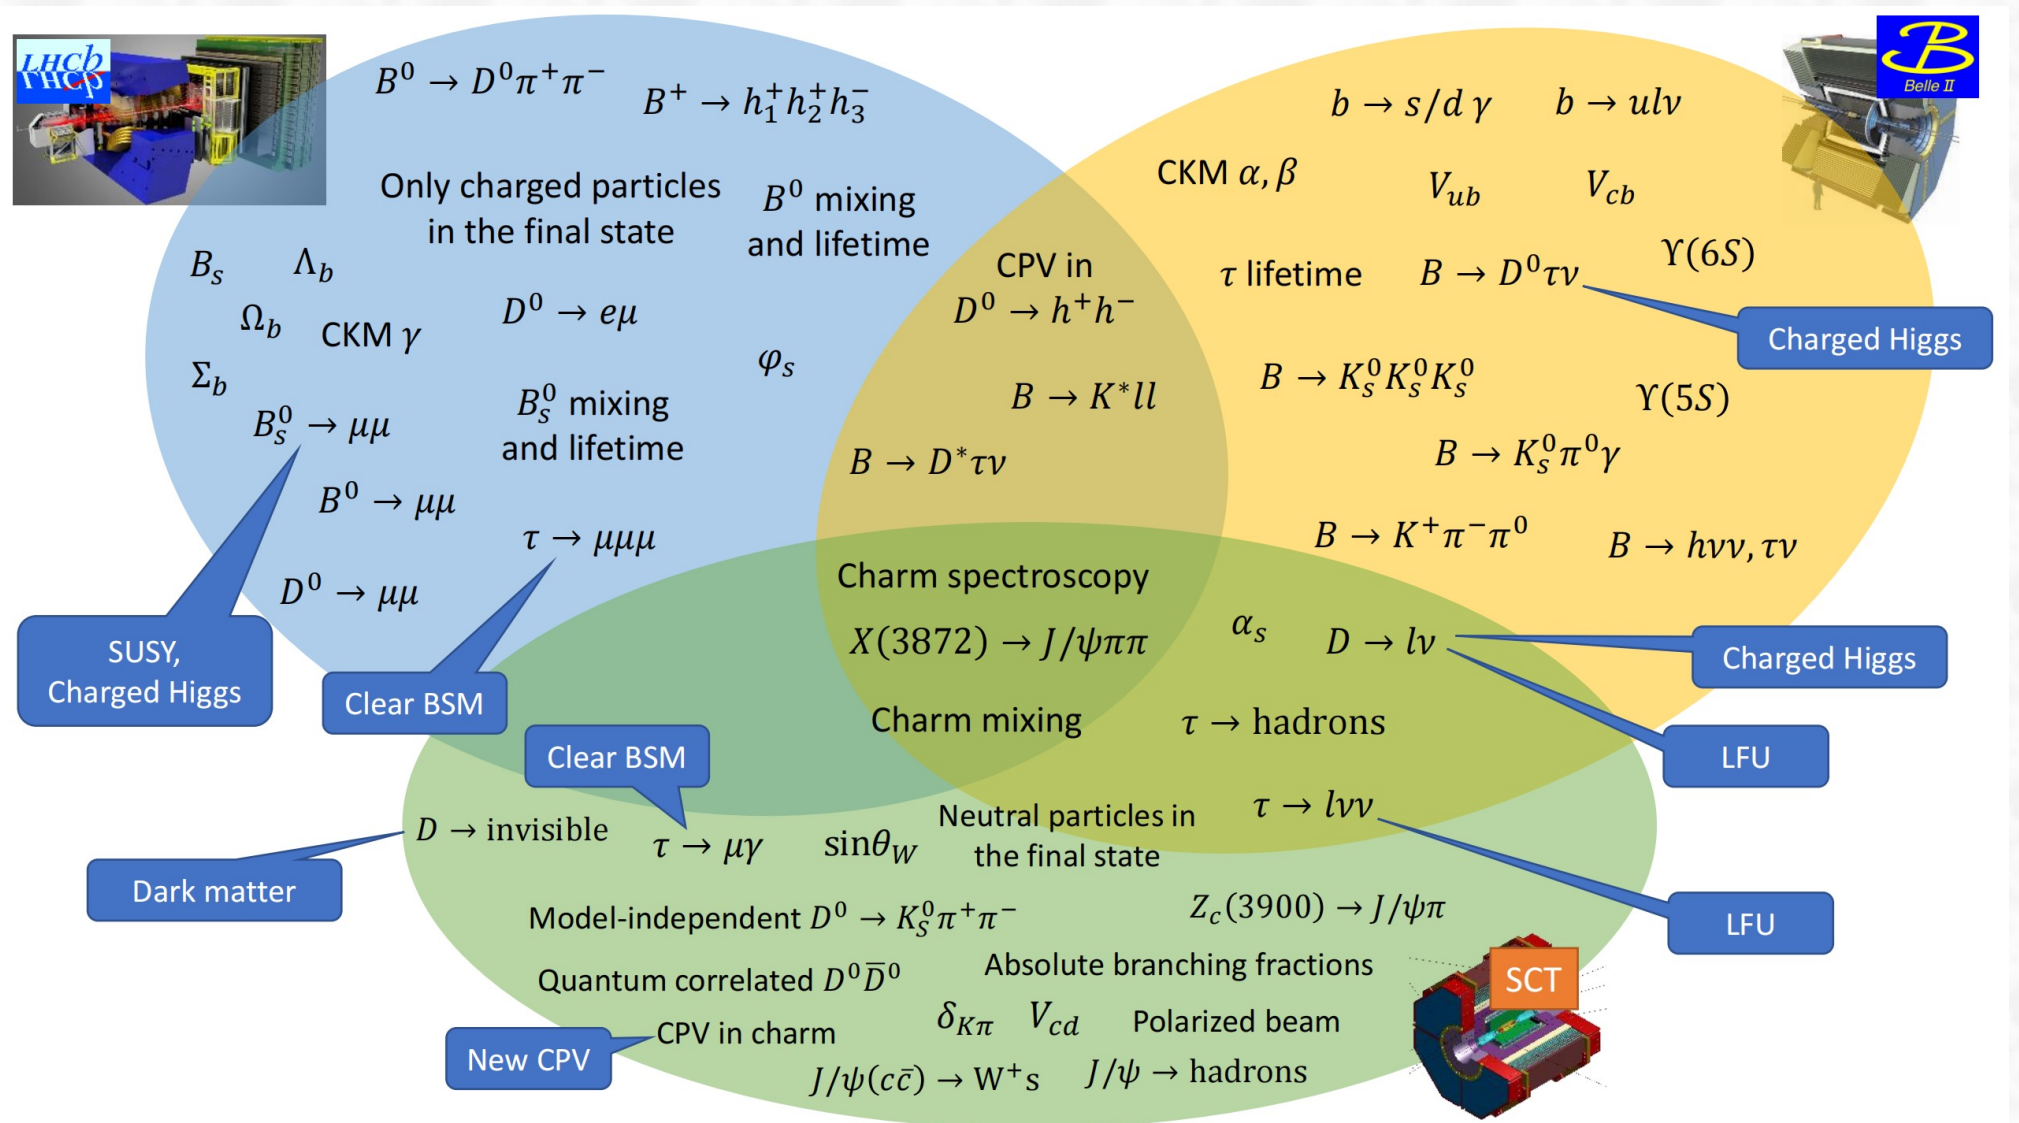 LHCb
LHCb
Belle II
B⁰ → D⁰π⁺π⁻
B⁺ → h₁⁺h₂⁺h₃⁻
Only charged particles
in the final state
B⁰ mixing
and lifetime
B_s
Λ_b
Ω_b
CKM γ
Σ_b
D⁰ → eμ
φ_s
B_s⁰ → μμ
B_s⁰ mixing
and lifetime
B⁰ → μμ
τ → μμμ
D⁰ → μμ
SUSY,
Charged Higgs
Clear BSM
CPV in
D⁰ → h⁺h⁻
B → K*ll
B → D*τν
b → s/d γ
b → ulν
CKM α, β
V_ub
V_cb
τ lifetime
B → D⁰τν
Υ(6S)
Charged Higgs
B → K_s⁰K_s⁰K_s⁰
Υ(5S)
B → K_s⁰π⁰γ
B → K⁺π⁻π⁰
B → hνν, τν
Charm spectroscopy
X(3872) → J/ψππ
Charm mixing
α_s
D → lν
Charged Higgs
τ → hadrons
LFU
τ → lνν
LFU
Clear BSM
D → invisible
Dark matter
τ → μγ
sinθ_W
Neutral particles in
the final state
Model-independent D⁰ → K_S⁰π⁺π⁻
Z_c(3900) → J/ψπ
Quantum correlated D⁰D̄⁰
Absolute branching fractions
SCT
CPV in charm
New CPV
δ_Kπ
V_cd
Polarized beam
J/ψ(cc̄) → W⁺s
J/ψ → hadrons